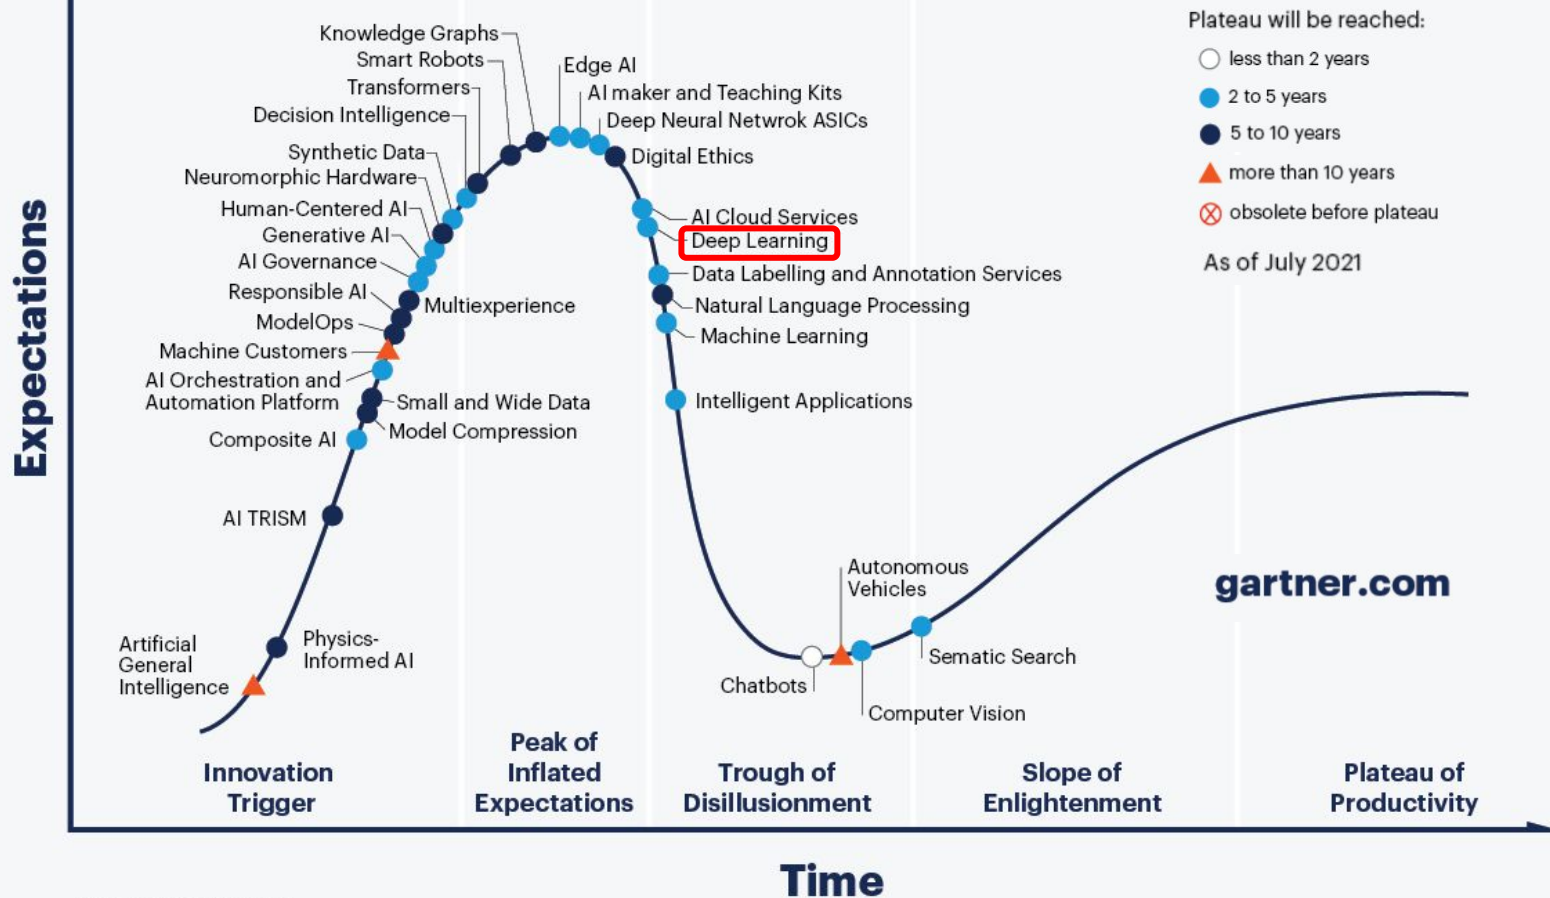 Knowledge Graphs
Smart Robots
Transformers
Decision Intelligence
Synthetic Data
Neuromorphic Hardware
Human-Centered AI
Generative AI
AI Governance
Responsible AI
Multiexperience
ModelOps
Machine Customers
AI Orchestration and
Automation Platform
Small and Wide Data
Model Compression
Composite AI
AI TRISM
Physics-
Informed AI
Artificial
General
Intelligence
Edge AI
AI maker and Teaching Kits
Deep Neural Netwrok ASICs
Digital Ethics
AI Cloud Services
Deep Learning
Data Labelling and Annotation Services
Natural Language Processing
Machine Learning
Intelligent Applications
Autonomous
Vehicles
Chatbots
Computer Vision
Sematic Search
Plateau will be reached:
less than 2 years
2 to 5 years
5 to 10 years
more than 10 years
obsolete before plateau
As of July 2021
gartner.com
Expectations
Innovation
Trigger
Peak of
Inflated
Expectations
Trough of
Disillusionment
Slope of
Enlightenment
Plateau of
Productivity
Time